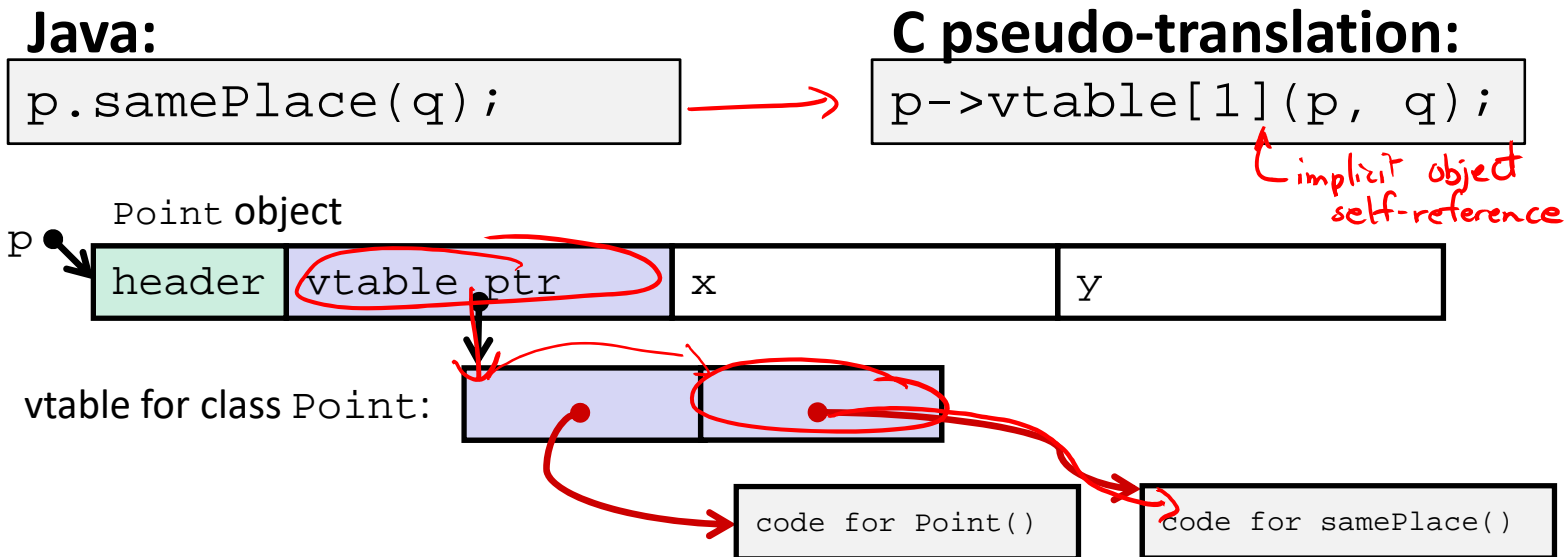 Java:
C pseudo-translation:
p.samePlace(q);
p->vtable[1](p, q);
implicit object
self-reference
Point object
p
header
vtable ptr
x
y
vtable for class Point:
code for Point()
code for samePlace()